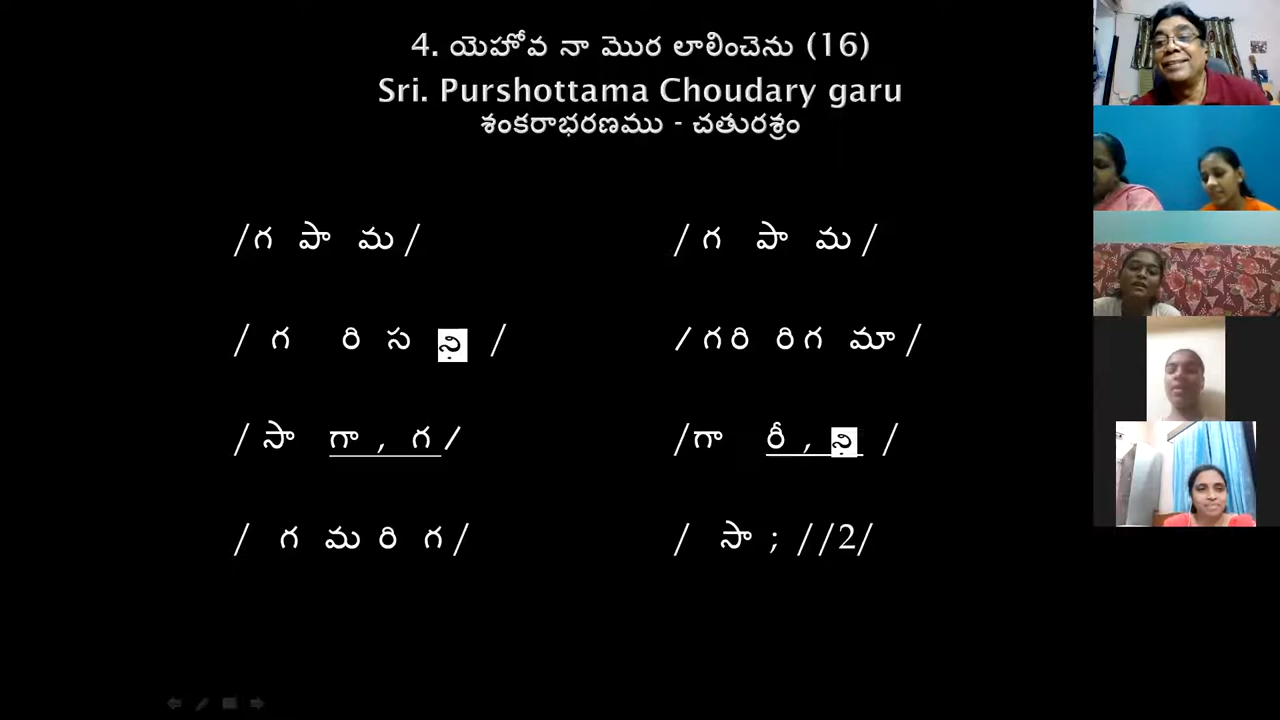 4. యెహోవ నా మొర లాలించెను (16)
Sri. Purshottama Choudary garu
శంకరాభరణము - చతురశ్రం
/గ పా మ/ / గ పా మ/
/ గ రి స ని̣ / / గరి రిగ మా/
/ సా గా , గ/ /గా రీ , ని̣ /
/ గ మ రి గ/ / సా ; //2/